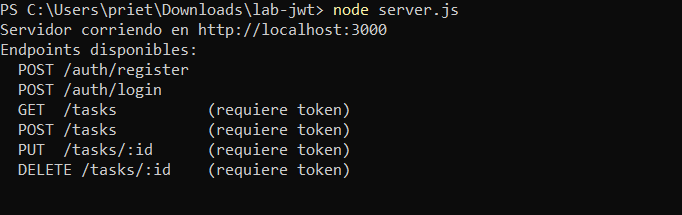 PS C:\Users\priet\Downloads\lab-jwt> node server.js
Servidor corriendo en http://localhost:3000
Endpoints disponibles:
  POST /auth/register
  POST /auth/login
  GET  /tasks          (requiere token)
  POST /tasks          (requiere token)
  PUT  /tasks/:id      (requiere token)
  DELETE /tasks/:id    (requiere token)